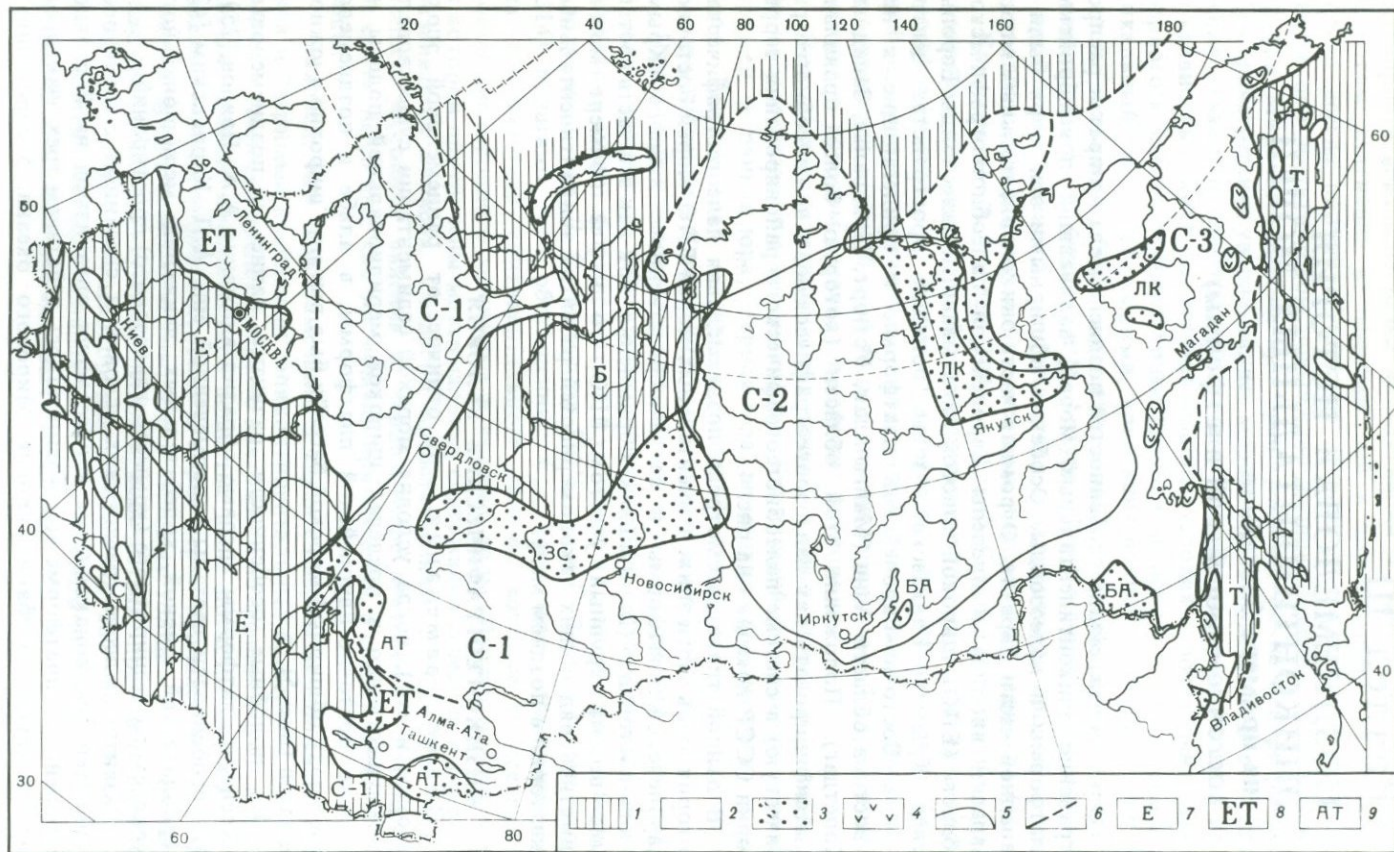 20 40 60 80 100 120 140 160 180
50
60
ЕТ
Ленинград
С-1
Т
С-3
ЛК
Киев
МОСКВА
Е
Магадан
Б
ЛК
С-2
Якутск
Свердловск
40
ЗС
Новосибирск
БА
Иркутск
БА
Т
С
Е
АТ
С-1
Владивосток
40
ЕТ
Алма-Ата
Ташкент
30
С-1
АТ
60
80
1 2 3 4 5 6 Е 7 ЕТ 8 АТ 9